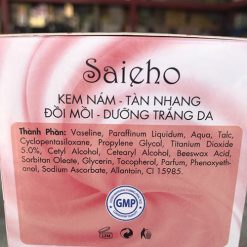 Saieho
KEM NÁM - TÀN NHANG
ĐỒI MỒI - DƯỠNG TRẮNG DA
Thành Phần: Vaseline, Paraffinum Liquidum, Aqua, Talc,
Cyclopentasiloxane, Propylene Glycol, Titanium Dioxide
5.0%, Cetyl Alcohol, Cetearyl Alcohol, Beeswax Acid,
Sorbitan Oleate, Glycerin, Tocopherol, Parfum, Phenoxyeth-
anol, Sodium Ascorbate, Allantoin, CI 15985.
GMP